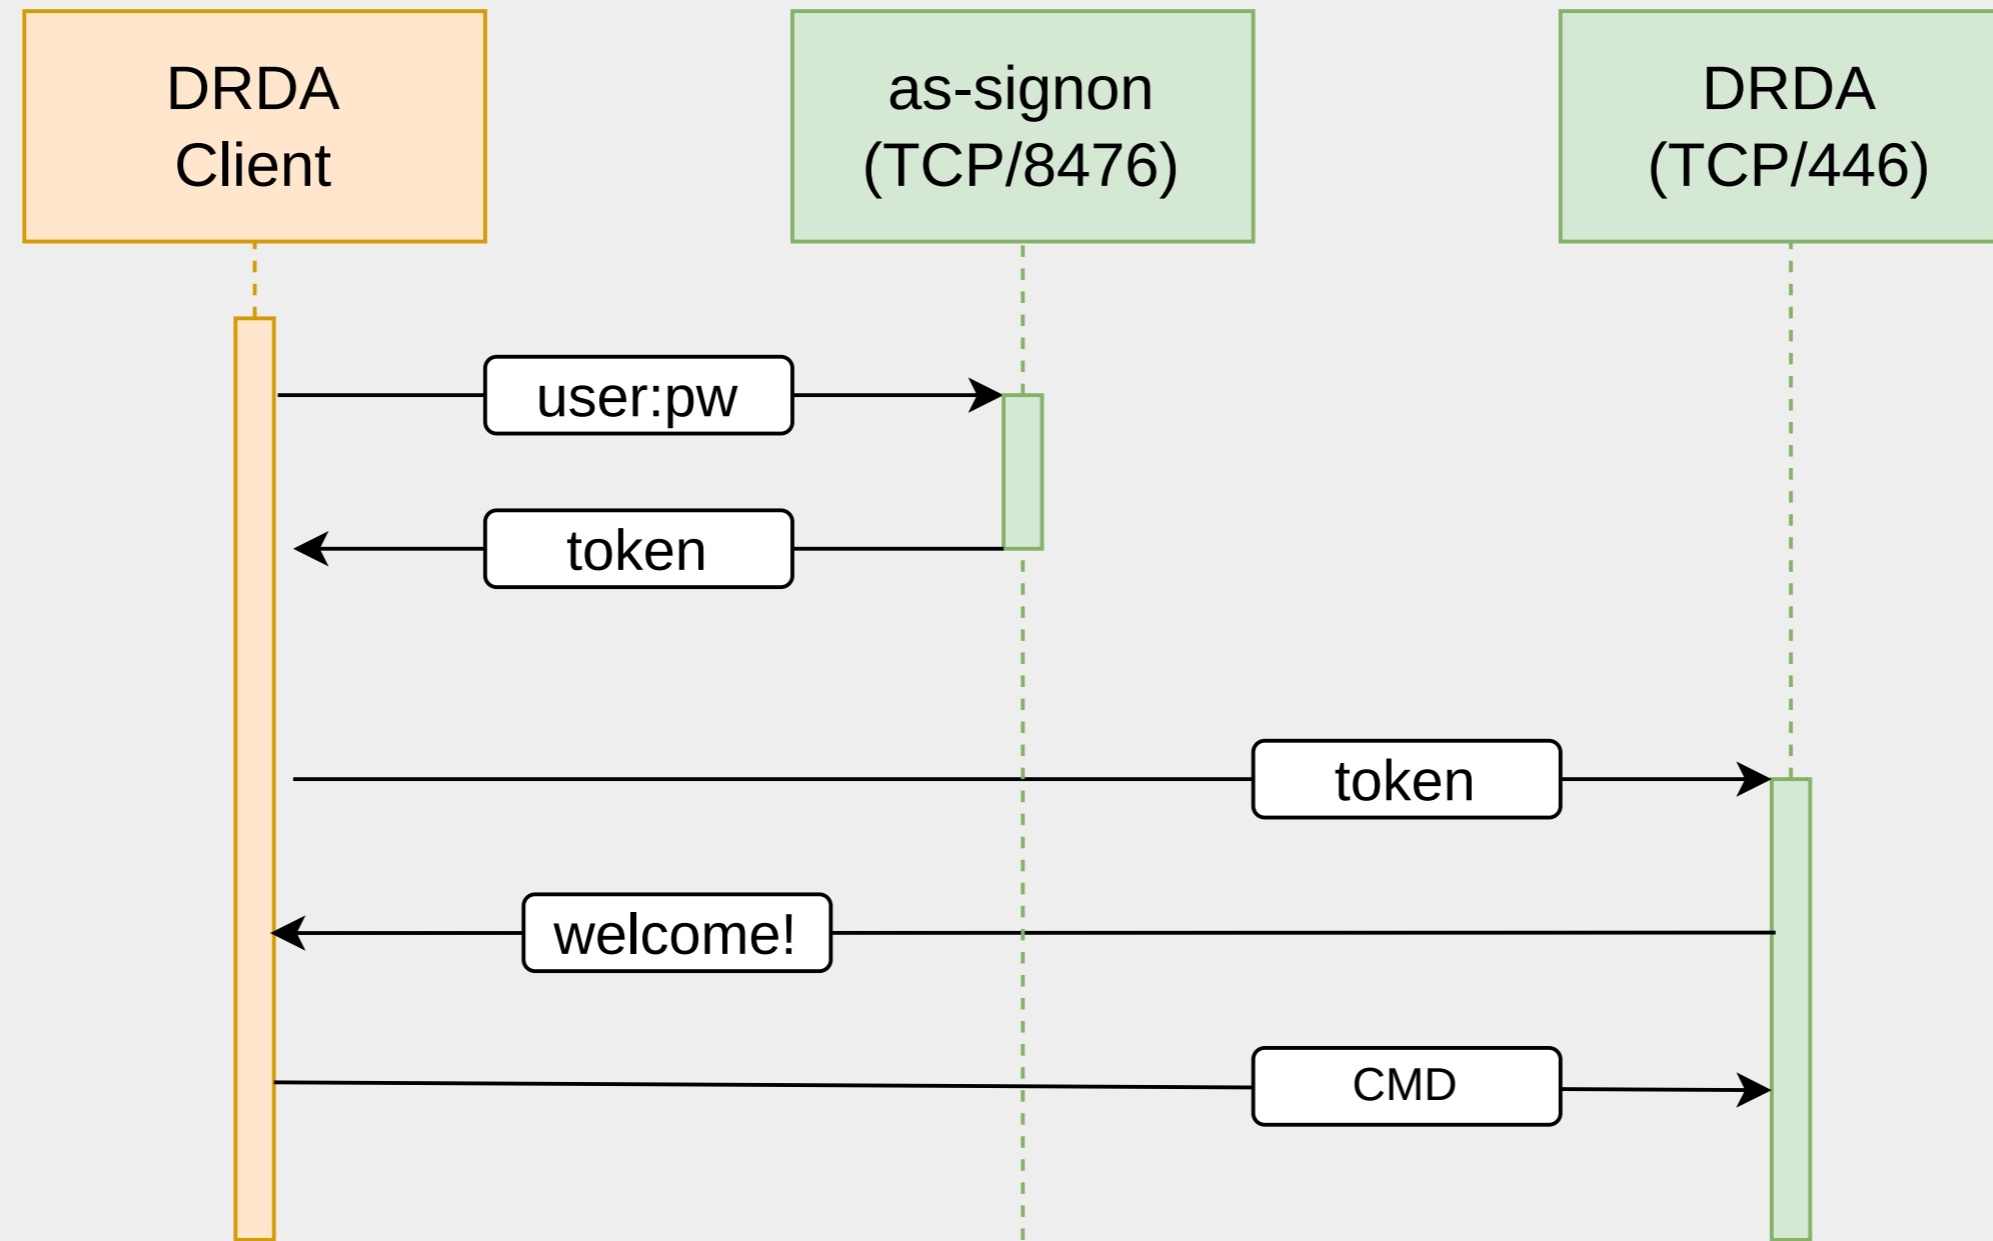 DRDA
Client
as-signon
(TCP/8476)
DRDA
(TCP/446)
user:pw
token
token
welcome!
CMD